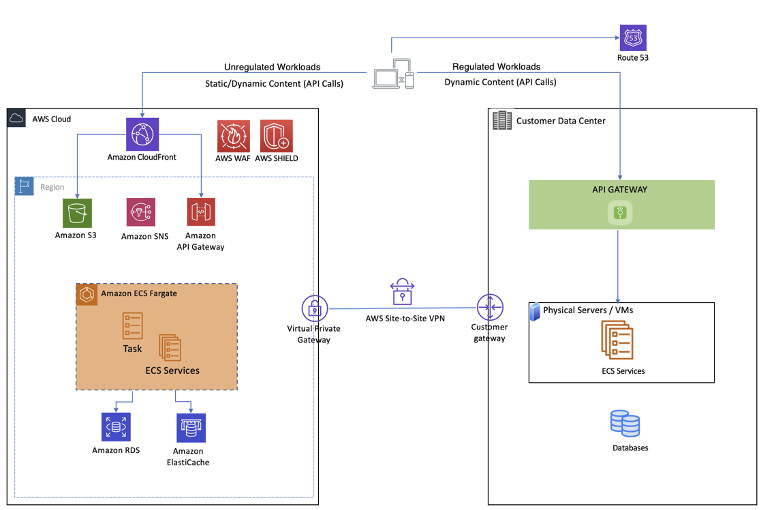 53
Route 53
Unregulated Workloads
Regulated Workloads
Static/Dynamic Content (API Calls)
Dynamic Content (API Calls)
AWS Cloud
Customer Data Center
Amazon CloudFront
AWS WAF
AWS SHIELD
Region
API GATEWAY
Amazon S3
Amazon SNS
Amazon
API Gateway
Amazon ECS Fargate
Task
ECS Services
Virtual Private
Gateway
AWS Site-to-Site VPN
Customer
gateway
Physical Servers / VMs
ECS Services
Amazon RDS
Amazon
ElastiCache
Databases